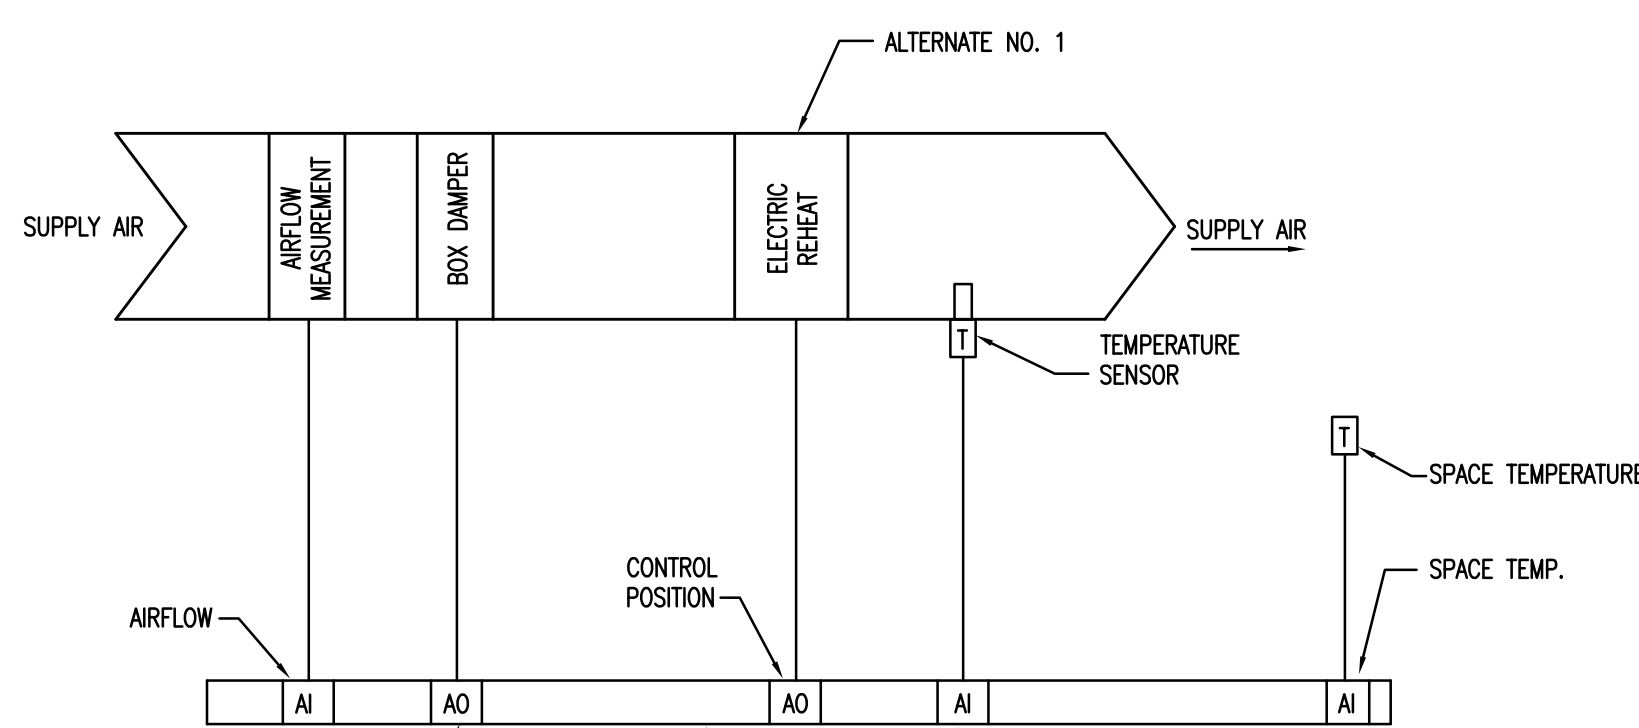 ALTERNATE NO. 1
SUPPLY AIR
AIRFLOW
MEASUREMENT
BOX DAMPER
ELECTRIC
REHEAT
SUPPLY AIR
T
TEMPERATURE
SENSOR
T
SPACE TEMPERATURE
CONTROL
POSITION
SPACE TEMP.
AIRFLOW
AI
AO
AO
AI
AI